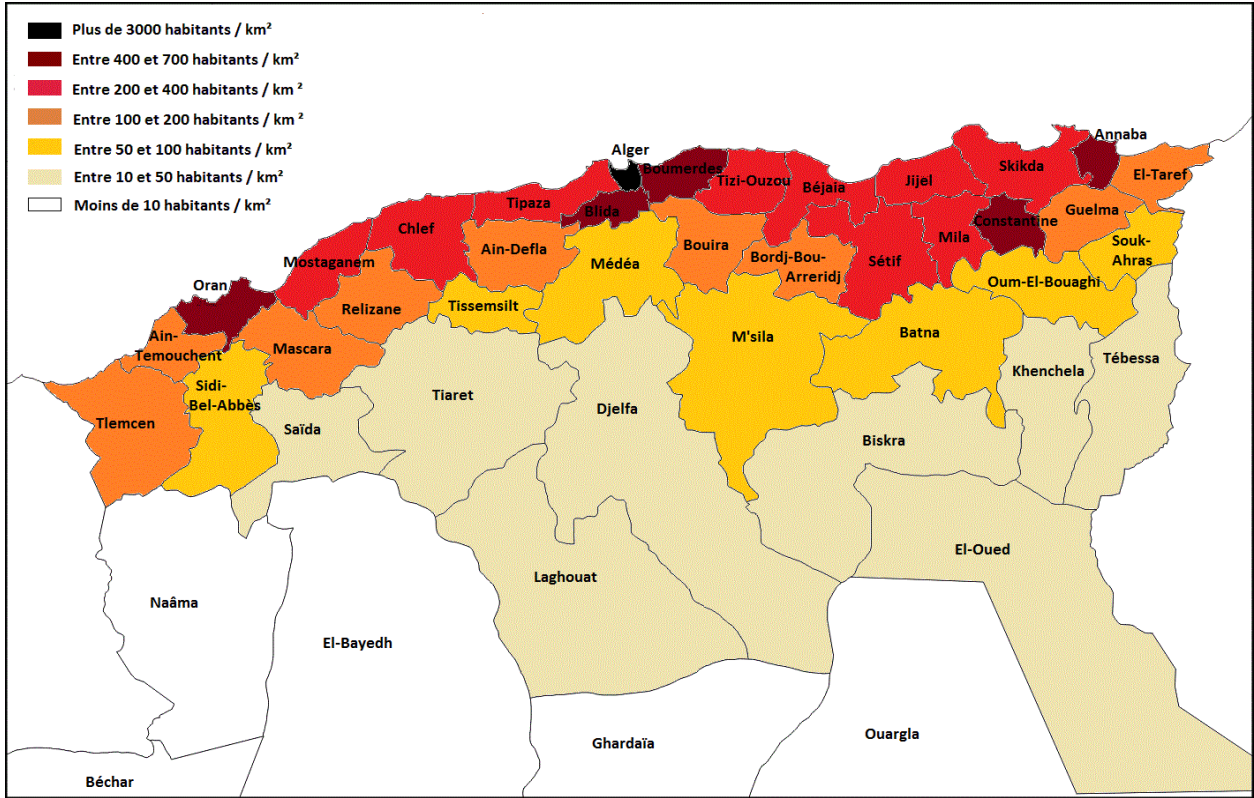 Plus de 3000 habitants / km²
Entre 400 et 700 habitants / km²
Entre 200 et 400 habitants / km ²
Entre 100 et 200 habitants / km ²
Entre 50 et 100 habitants / km²
Entre 10 et 50 habitants / km²
Moins de 10 habitants / km²
Annaba
Alger
Boumerdes
Skikda
El-Taref
Tizi-Ouzou
Béjaia
Jijel
Tipaza
Blida
Guelma
Constantine
Chlef
Mila
Souk-
Ahras
Ain-Defla
Bouira
Médéa
Bordj-Bou-
Arreridj
Sétif
Mostaganem
Oran
Oum-El-Bouaghi
Relizane
Tissemsilt
Ain-
Temouchent
Mascara
M'sila
Batna
Tébessa
Khenchela
Sidi-
Bel-Abbès
Tiaret
Djelfa
Tlemcen
Saïda
Biskra
El-Oued
Laghouat
Naâma
El-Bayedh
Ouargla
Ghardaïa
Béchar